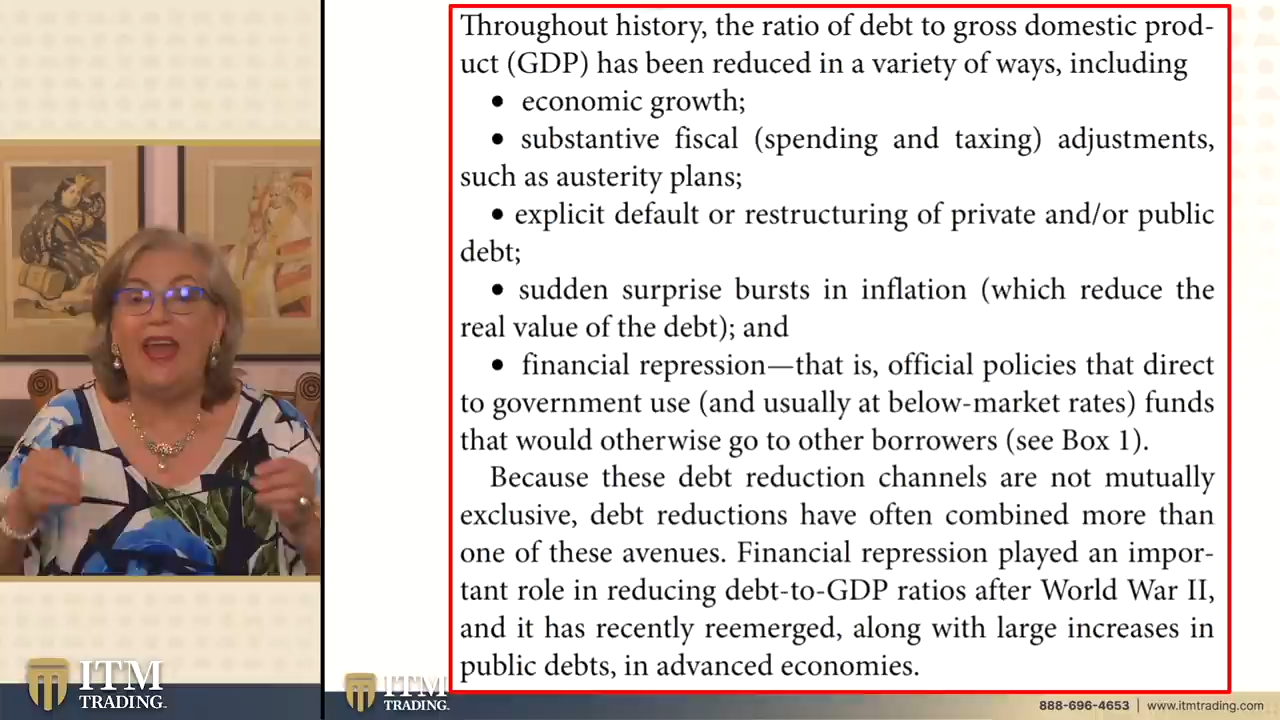 Throughout history, the ratio of debt to gross domestic prod-
uct (GDP) has been reduced in a variety of ways, including
• economic growth;
• substantive fiscal (spending and taxing) adjustments,
such as austerity plans;
• explicit default or restructuring of private and/or public
debt;
• sudden surprise bursts in inflation (which reduce the
real value of the debt); and
• financial repression—that is, official policies that direct
to government use (and usually at below-market rates) funds
that would otherwise go to other borrowers (see Box 1).
Because these debt reduction channels are not mutually
exclusive, debt reductions have often combined more than
one of these avenues. Financial repression played an impor-
tant role in reducing debt-to-GDP ratios after World War II,
and it has recently reemerged, along with large increases in
public debts, in advanced economies.
ITM
TRADING.
ITM
TRADING.
888-696-4653 | www.itmtrading.com